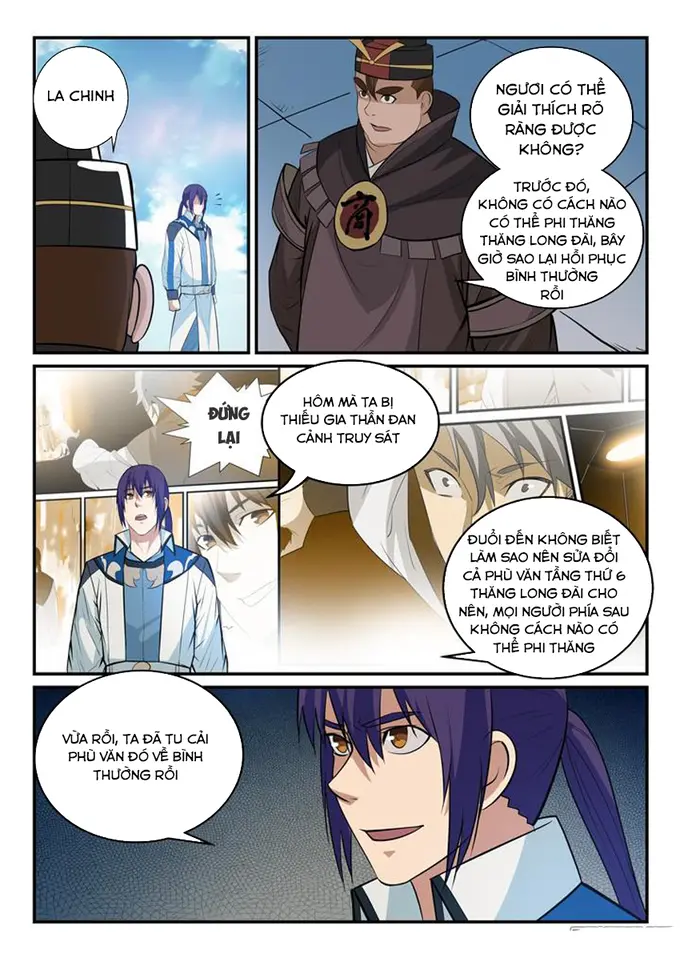 LA CHINH
NGƯƠI CÓ THỂ
GIẢI THÍCH RÕ
RÀNG ĐƯỢC
KHÔNG?
TRƯỚC ĐÓ,
KHÔNG CÓ CÁCH NÀO
CÓ THỂ PHI THĂNG
THĂNG LONG ĐÀI, BÂY
GIỜ SAO LẠI HỒI PHỤC
BÌNH THƯỜNG
RỒI
商
ĐỨNG
LẠI
HÔM MÃ TA BỊ
THIẾU GIA THẦN ĐAN
CẢNH TRUY SÁT
ĐUỔI ĐẾN KHÔNG BIẾT
LÀM SAO NÊN SỬA ĐỔI
CẢ PHÙ VĂN TẦNG THỨ 6
THĂNG LONG ĐÀI CHO
NÊN, MỌI NGƯỜI PHÍA SAU
KHÔNG CÁCH NÀO CÓ
THỂ PHI THĂNG
VỪA RỒI, TA ĐÃ TU CẢI
PHÙ VĂN ĐÓ VỀ BÌNH
THƯỜNG RỒI